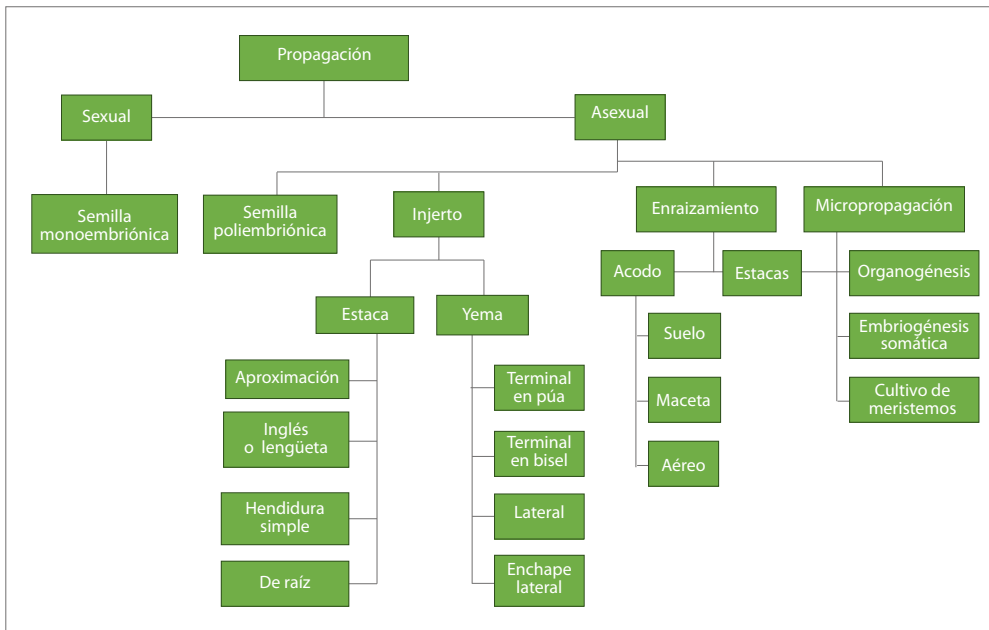 Propagación
Sexual
Asexual
Semilla
monoembriónica
Semilla
poliembriónica
Injerto
Enraizamiento
Micropropagación
Estaca
Yema
Acodo
Estacas
Organogénesis
Embriogénesis
somática
Cultivo de
meristemos
Suelo
Maceta
Aéreo
Aproximación
Inglés
o lengüeta
Hendidura
simple
De raíz
Terminal
en púa
Terminal
en bisel
Lateral
Enchape
lateral